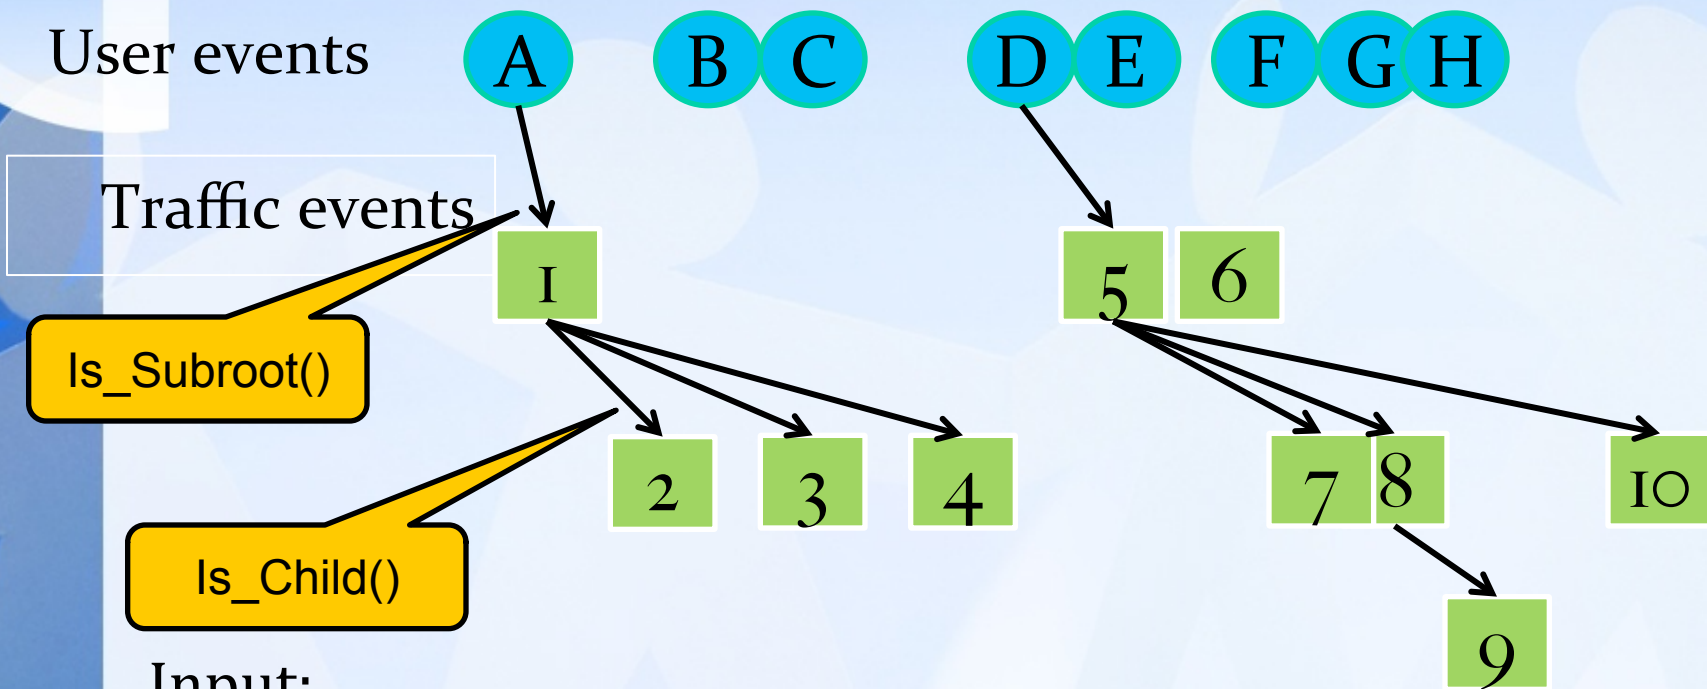 User events A B C D E F G H
Traffic events
1 5 6
Is_Subroot()
2 3 4 7 8 10
Is_Child()
9
Input: